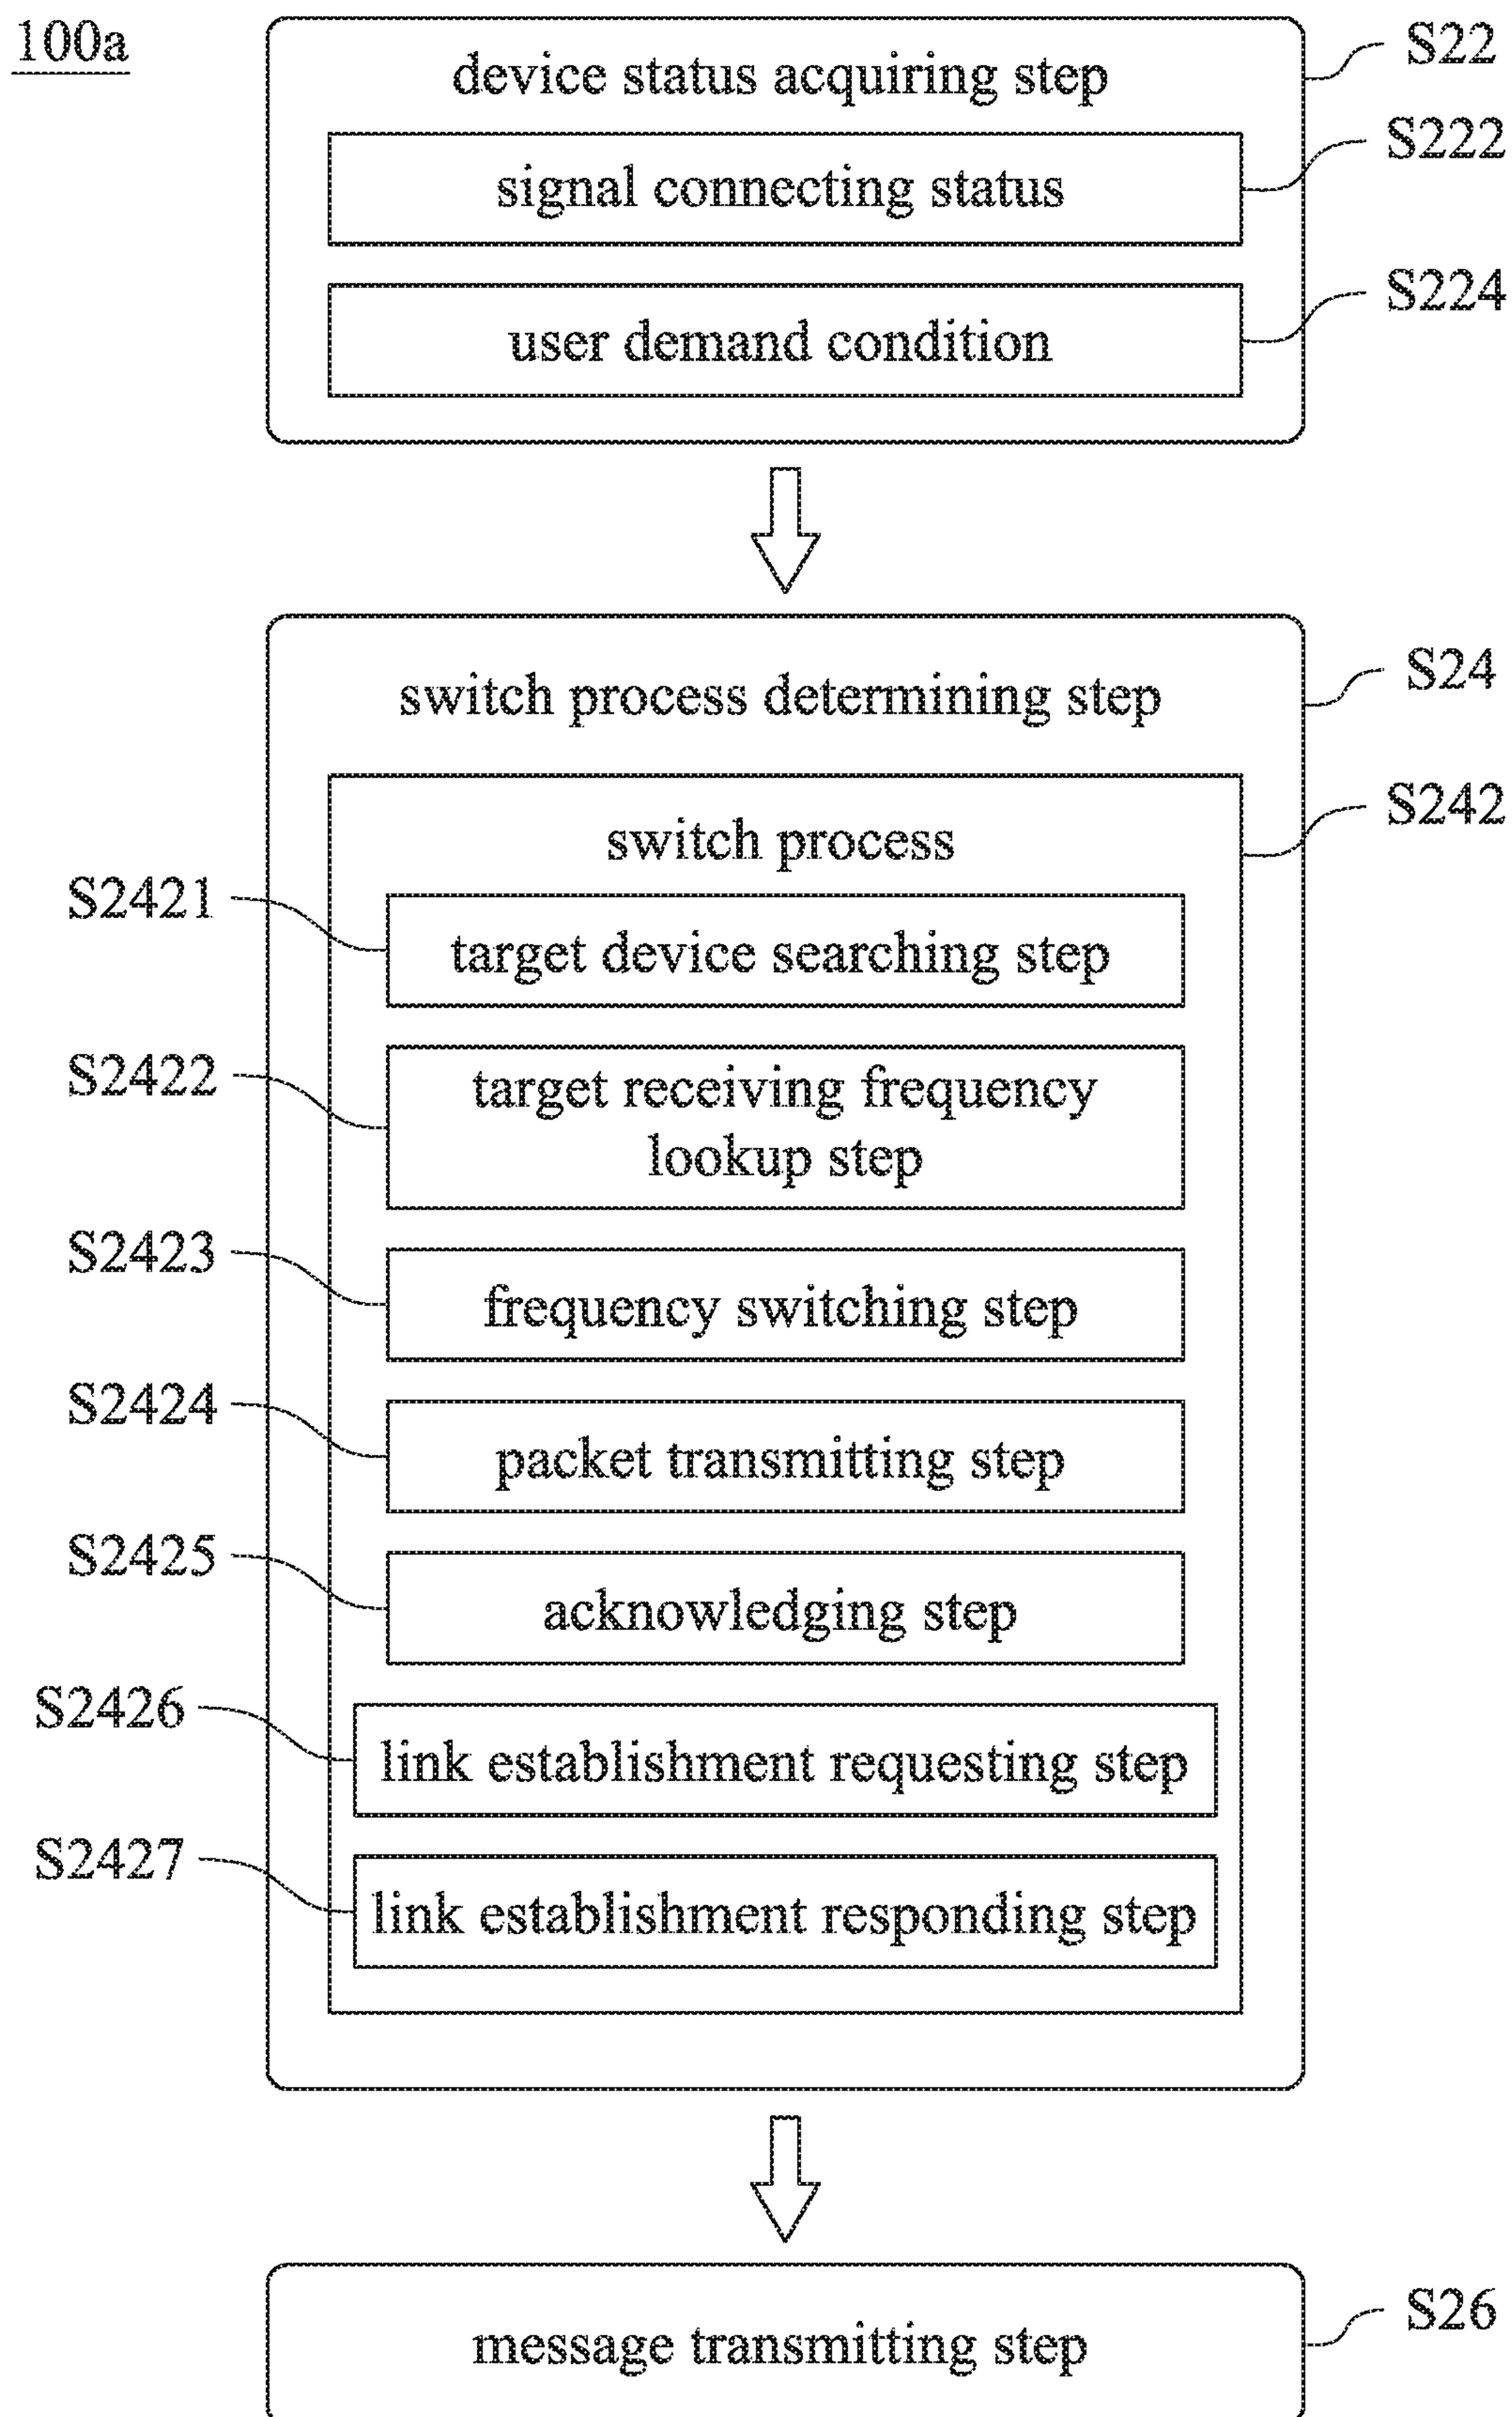 100a
device status acquiring step
S22
signal connecting status
S222
user demand condition
S224
switch process determining step
S24
switch process
S242
S2421
target device searching step
S2422
target receiving frequency
lookup step
S2423
frequency switching step
S2424
packet transmitting step
S2425
acknowledging step
S2426
link establishment requesting step
S2427
link establishment responding step
message transmitting step
S26